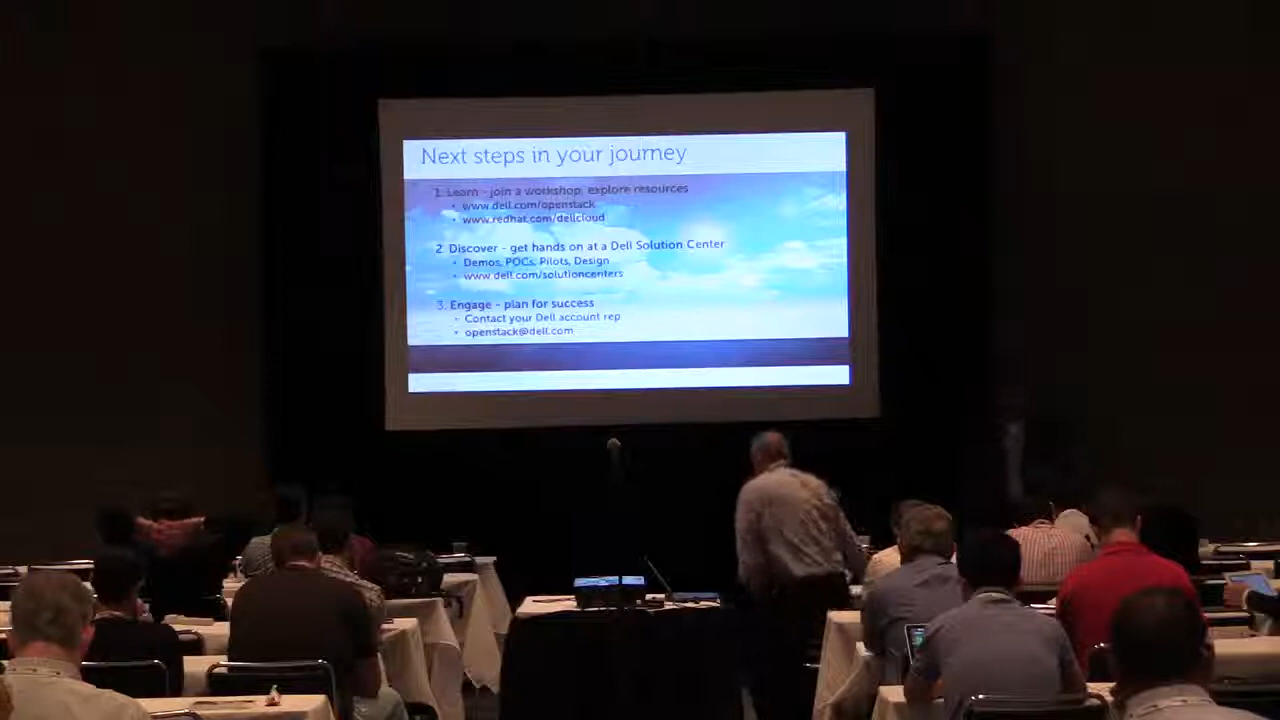 Next steps in your journey
1. Learn - join a workshop, explore resources
• www.dell.com/openstack
• www.redhat.com/dellcloud
2. Discover - get hands on at a Dell Solution Center
• Demos, POCs, Pilots, Design
• www.dell.com/solutioncenters
3. Engage - plan for success
• Contact your Dell account rep
• openstack@dell.com